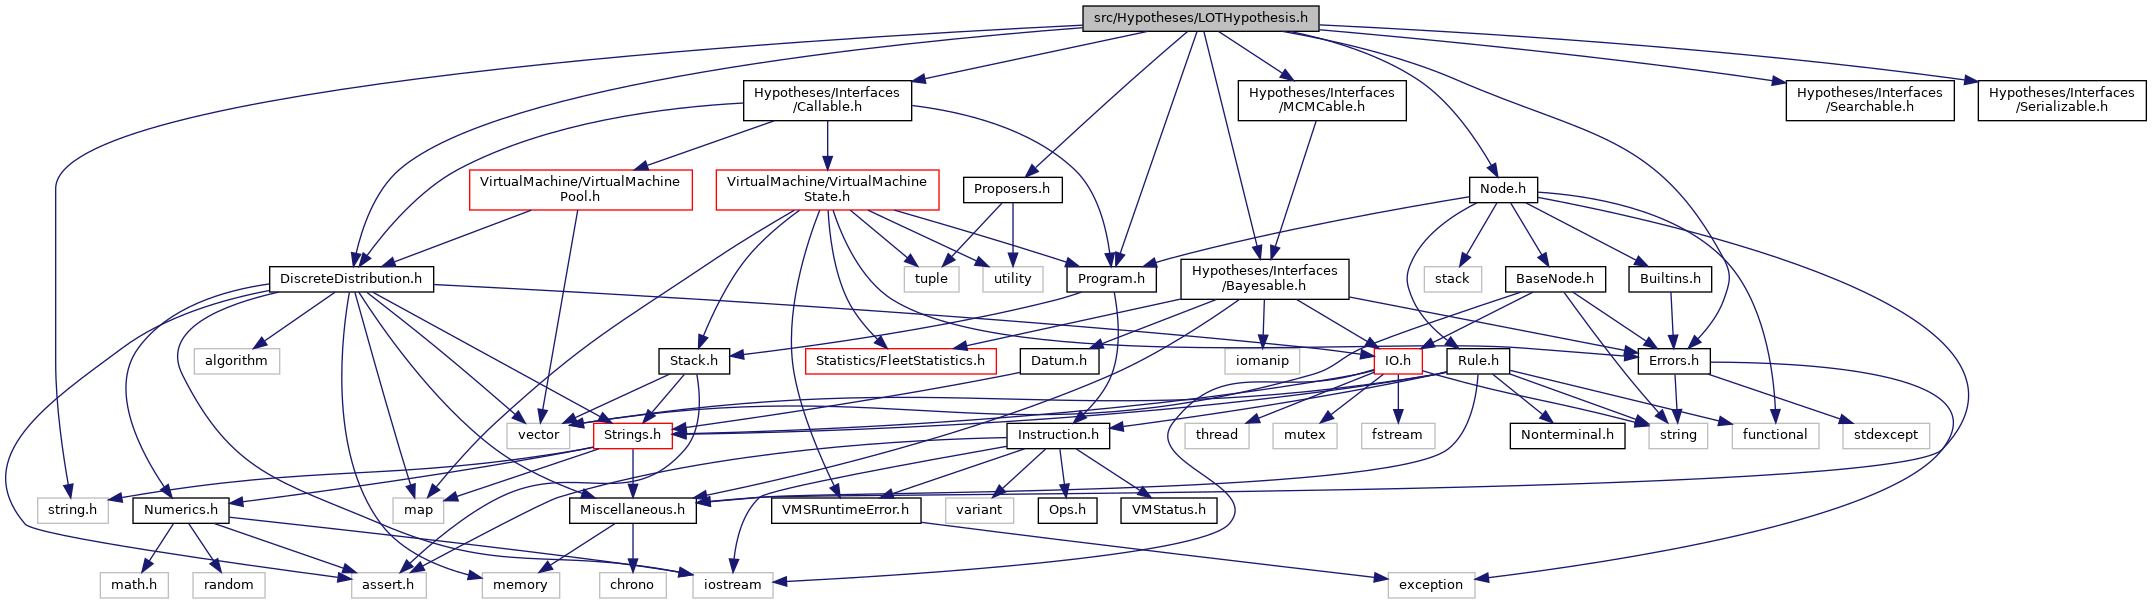 src/Hypotheses/LOTHypothesis.h
Hypotheses/Interfaces
/Callable.h
Hypotheses/Interfaces
/MCMCable.h
Hypotheses/Interfaces
/Searchable.h
Hypotheses/Interfaces
/Serializable.h
VirtualMachine/VirtualMachine
Pool.h
VirtualMachine/VirtualMachine
State.h
Proposers.h
Node.h
DiscreteDistribution.h
tuple
utility
Program.h
Hypotheses/Interfaces
/Bayesable.h
stack
BaseNode.h
Builtins.h
algorithm
Stack.h
Statistics/FleetStatistics.h
Datum.h
iomanip
IO.h
Rule.h
Errors.h
vector
Strings.h
Instruction.h
thread
mutex
fstream
Nonterminal.h
string
functional
stdexcept
string.h
Numerics.h
map
Miscellaneous.h
VMSRuntimeError.h
variant
Ops.h
VMStatus.h
math.h
random
assert.h
memory
chrono
iostream
exception